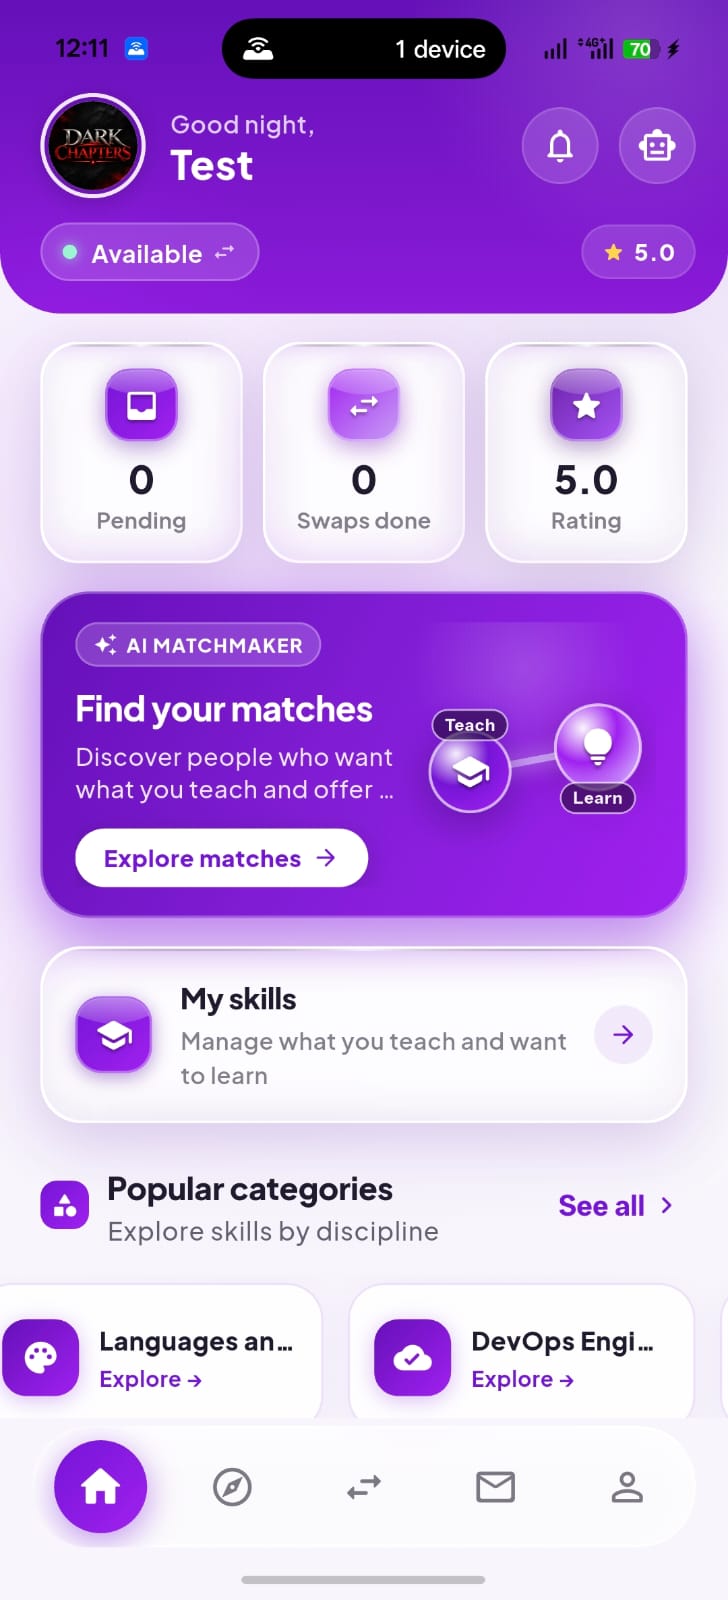 12:11
1 device
4G+
70
DARK
CHAPTERS
Good night,
Test
Available
5.0
0
Pending
0
Swaps done
5.0
Rating
AI MATCHMAKER
Find your matches
Discover people who want
what you teach and offer ...
Explore matches →
Teach
Learn
My skills
Manage what you teach and want
to learn
Popular categories
Explore skills by discipline
See all
Languages an...
Explore →
DevOps Engi...
Explore →